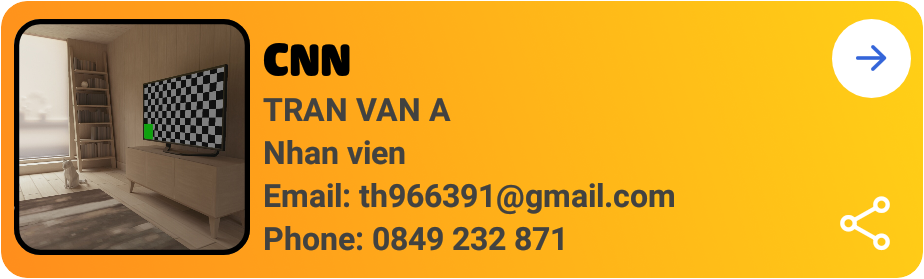 CNN
TRAN VAN A
Nhan vien
Email: th966391@gmail.com
Phone: 0849 232 871